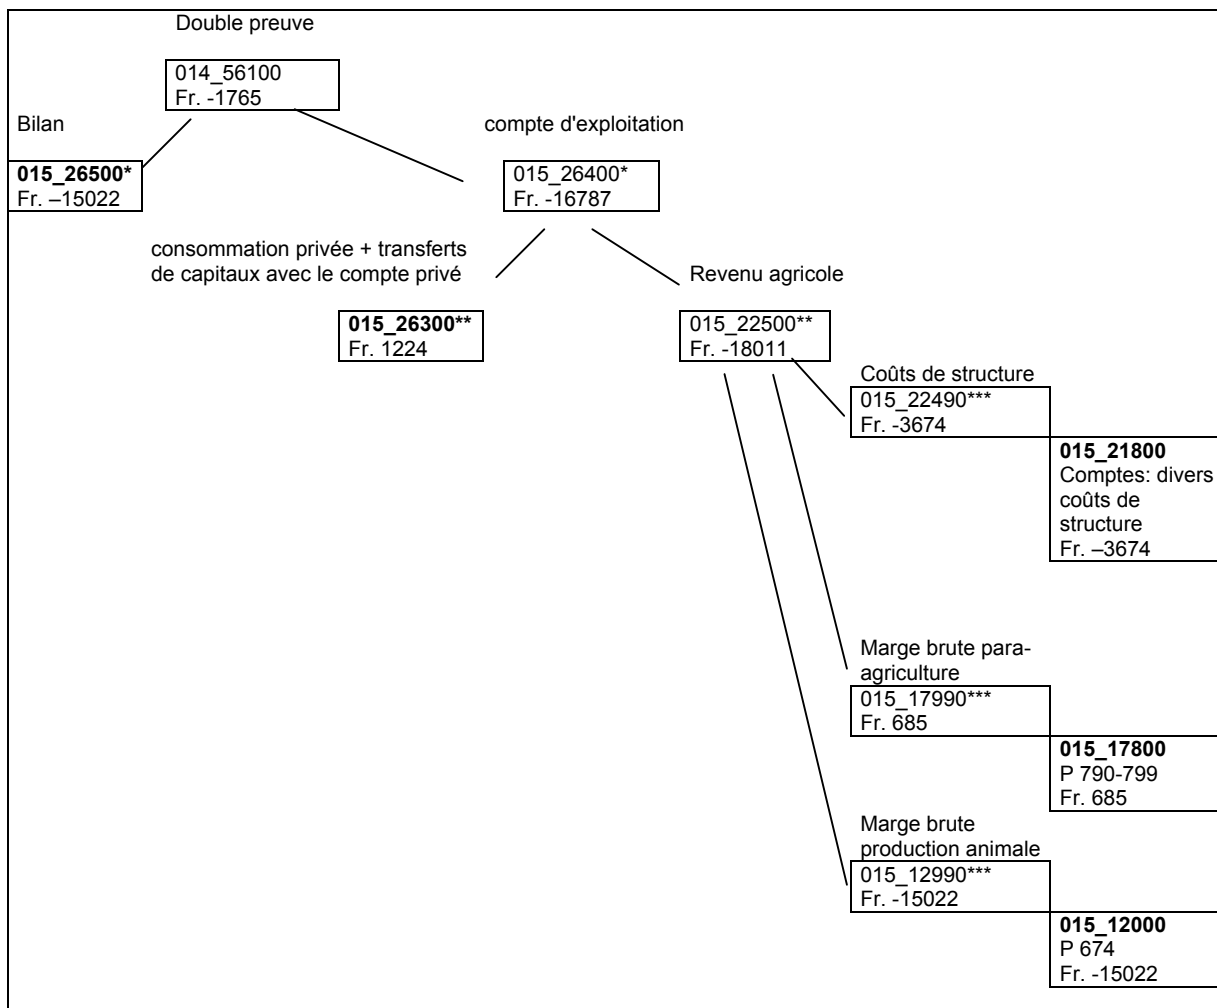 Double preuve
014_56100
Fr. -1765
Bilan
compte d'exploitation
015_26500*
Fr. –15022
015_26400*
Fr. -16787
consommation privée + transferts
de capitaux avec le compte privé
Revenu agricole
015_26300**
Fr. 1224
015_22500**
Fr. -18011
Coûts de structure
015_22490***
Fr. -3674
015_21800
Comptes: divers
coûts de
structure
Fr. –3674
Marge brute para-
agriculture
015_17990***
Fr. 685
015_17800
P 790-799
Fr. 685
Marge brute
production animale
015_12990***
Fr. -15022
015_12000
P 674
Fr. -15022